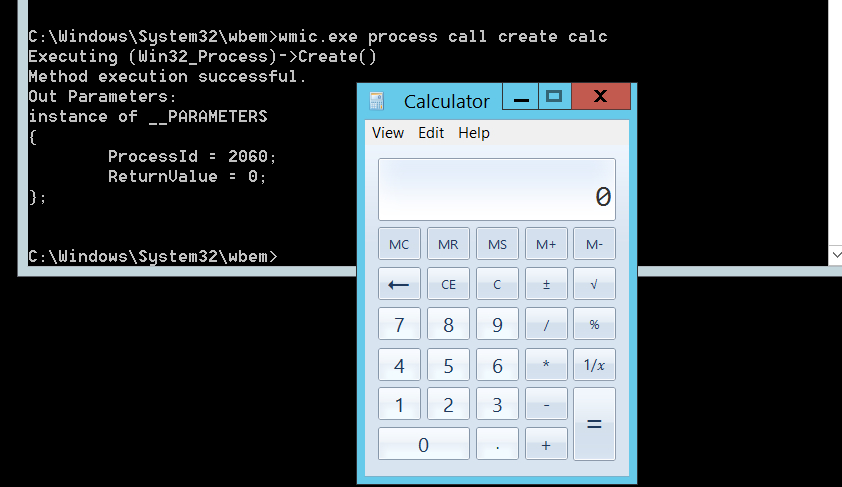 C:\Windows\System32\wbem>wmic.exe process call create calc
Executing (Win32_Process)->Create()
Method execution successful.
Out Parameters:
instance of __PARAMETERS
{
        ProcessId = 2060;
        ReturnValue = 0;
};
C:\Windows\System32\wbem>
Calculator
View Edit Help
0
MC MR MS M+ M-
← CE C ± √
7 8 9 / %
4 5 6 * 1/x
1 2 3 - =
0 . +